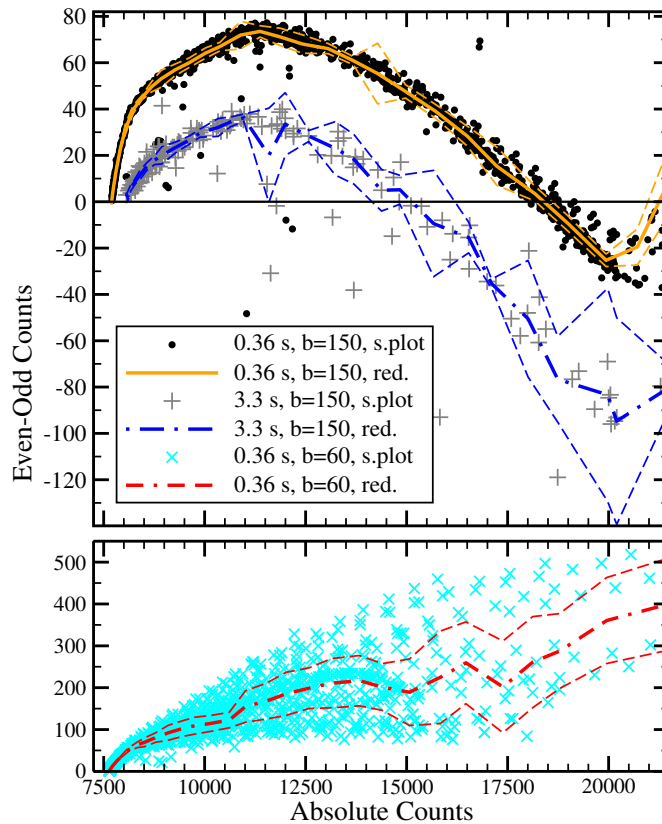 80
60
40
20
0
-20
-40
-60
-80
-100
-120
Even-Odd Counts
0.36 s, b=150, s.plot
0.36 s, b=150, red.
3.3 s, b=150, s.plot
3.3 s, b=150, red.
0.36 s, b=60, s.plot
0.36 s, b=60, red.
500
400
300
200
100
0
7500 10000 12500 15000 17500 20000
Absolute Counts